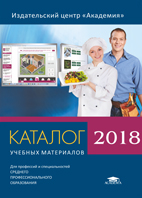 Издательский центр «Академия»
КАТАЛОГ 2018
УЧЕБНЫХ МАТЕРИАЛОВ
Для профессий и специальностей
СРЕДНЕГО
ПРОФЕССИОНАЛЬНОГО
ОБРАЗОВАНИЯ